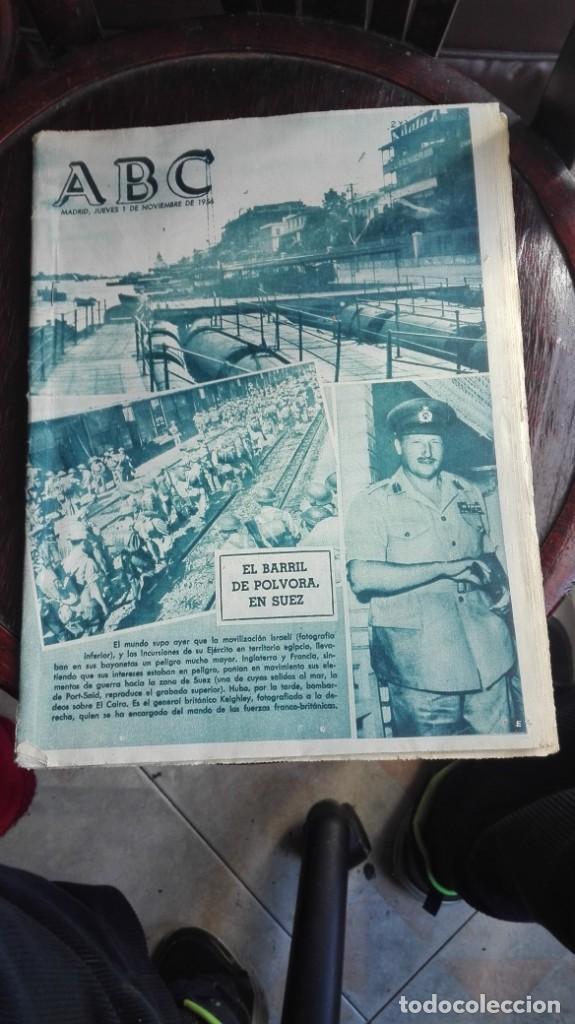 ABC
MADRID, JUEVES 1 DE NOVIEMBRE DE 1956
EL BARRIL
DE POLVORA,
EN SUEZ
El mundo supo ayer que la movilización israelí (fotografía
inferior), y las incursiones de su Ejército en territorio egipcio, lleva-
ban en sus bayonetas un peligro mucho mayor. Inglaterra y Francia, sin-
tiendo que sus intereses estaban en peligro, ponían en movimiento sus ele-
mentos de guerra hacia la zona de Suez (una de cuyas salidas al mar, la
de Port-Said, reproduce el grabado superior). Hubo, por la tarde, bombar-
deos sobre El Cairo. Es el general británico Keighley, fotografiado a la de-
recha, quien se ha encargado del mando de las fuerzas franco-británicas.
todocoleccion.net